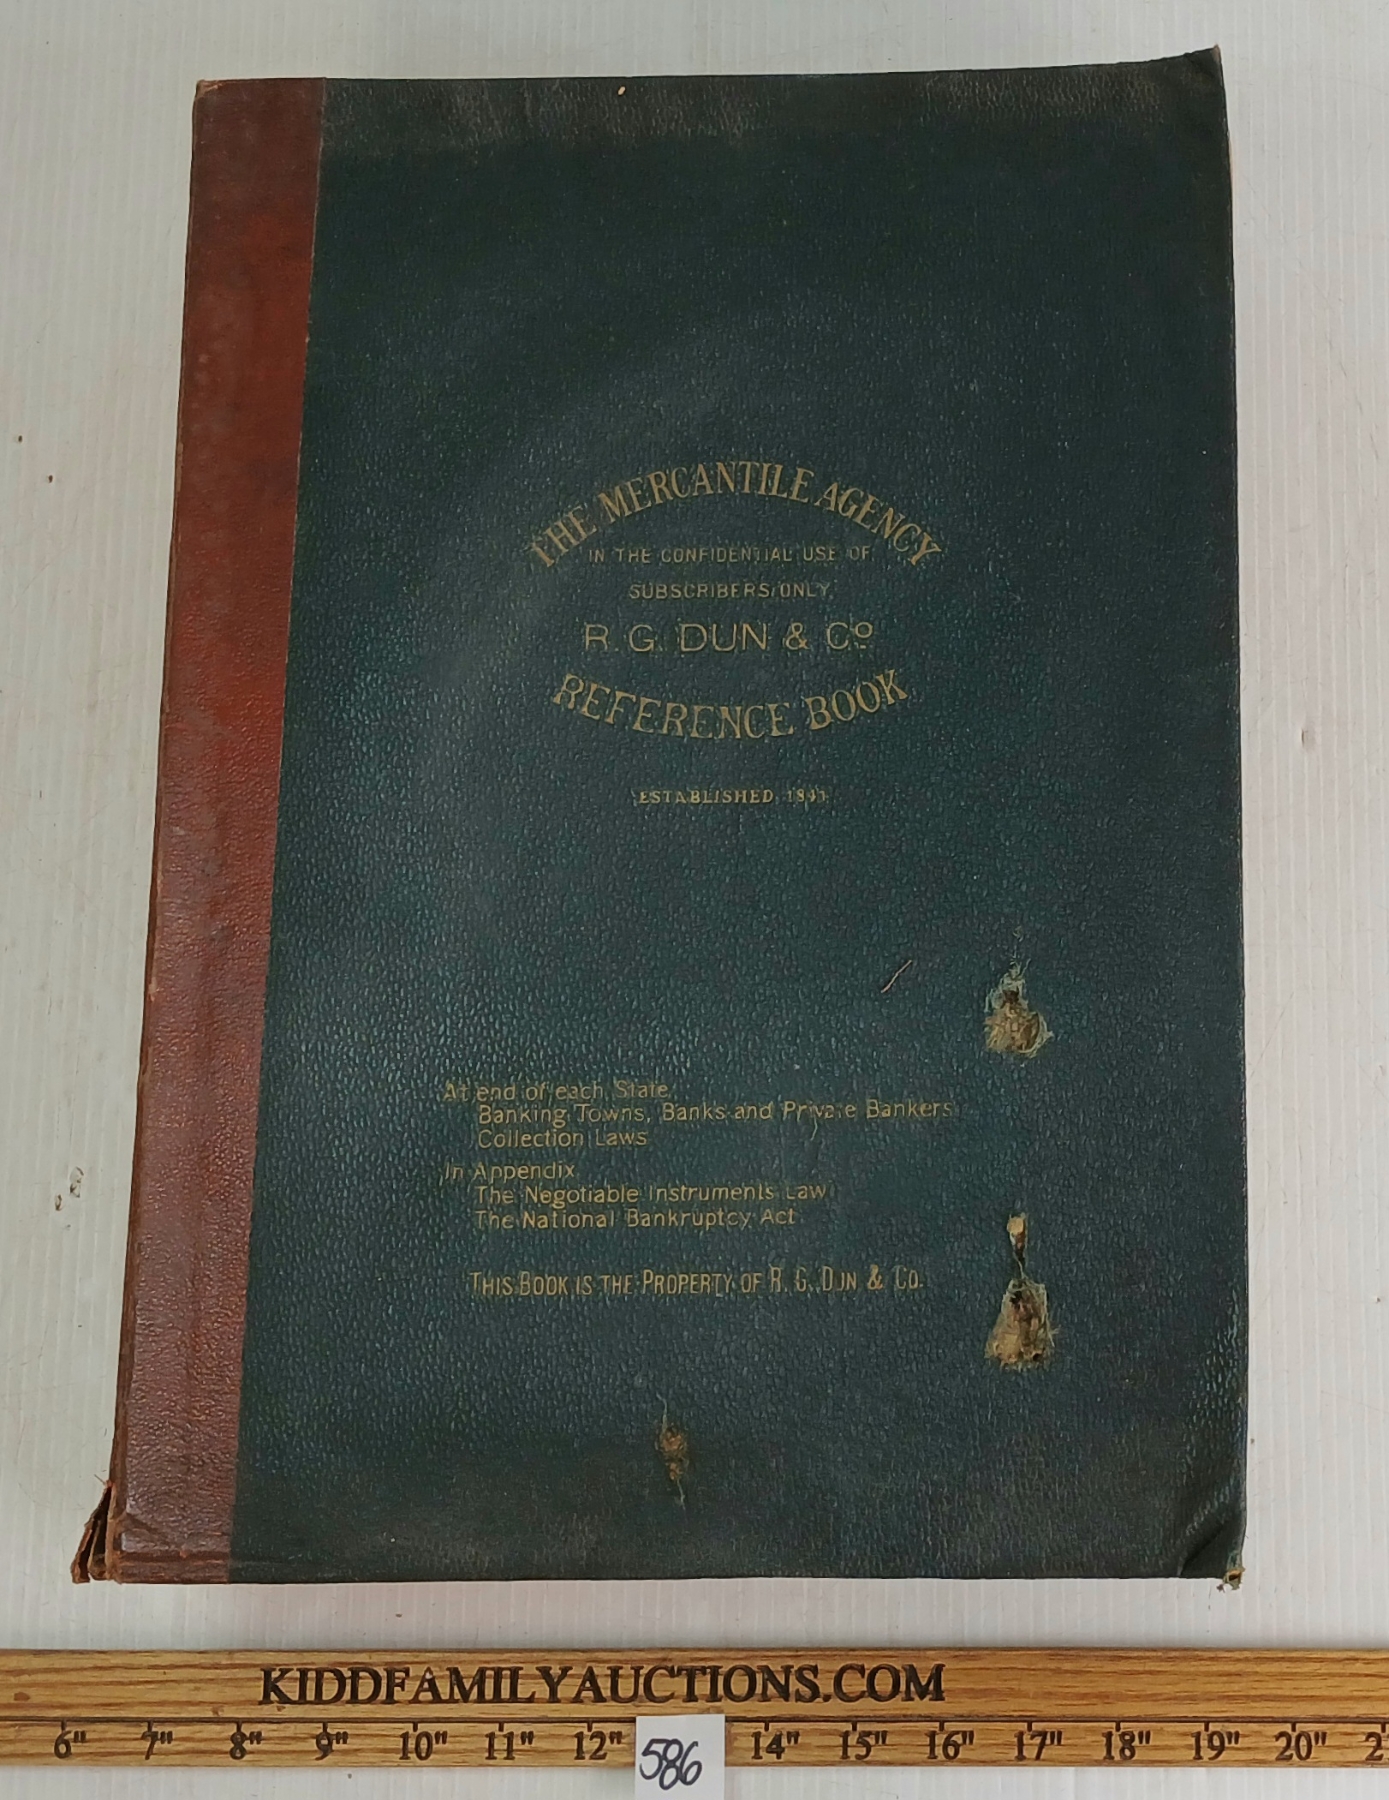 THE MERCANTILE AGENCY
IN THE CONFIDENTIAL USE OF
SUBSCRIBERS ONLY.
R. G. DUN & Co
REFERENCE BOOK
ESTABLISHED 1841
At end of each State
Banking Towns, Banks and Private Bankers
Collection Laws
In Appendix
The Negotiable Instruments Law
The National Bankruptcy Act
THIS BOOK IS THE PROPERTY OF R. G. DUN & CO.
KIDDFAMILYAUCTIONS.COM
6" 7" 8" 9" 10" 11" 12" 14" 15" 16" 17" 18" 19" 20"
586